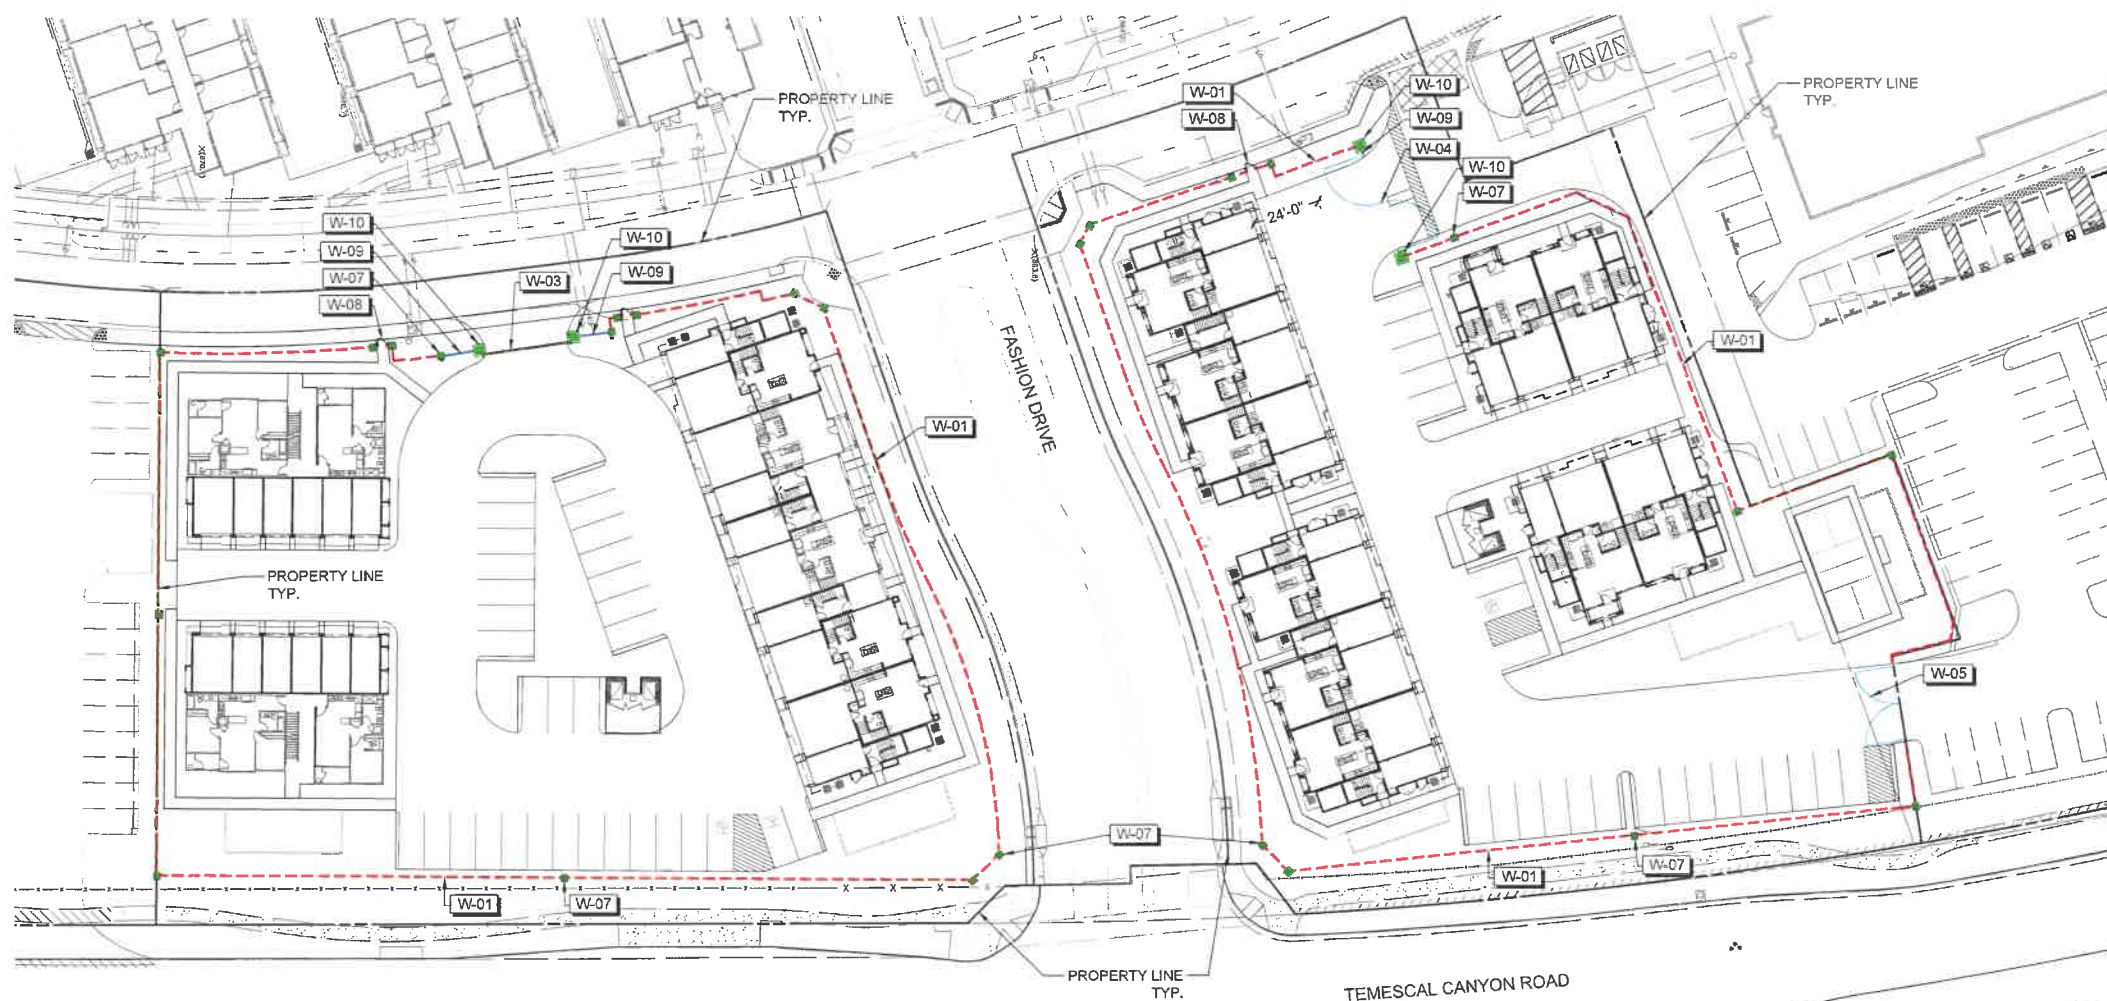 PROPERTY LINE
TYP.
W-01
W-08
W-10
W-09
W-04
W-10
W-07
PROPERTY LINE
TYP.
W-10
W-09
W-07
W-08
W-10
W-09
W-03
24'-0"
W-01
FASHION DRIVE
W-01
PROPERTY LINE
TYP.
W-05
W-07
W-01
W-07
W-01
W-07
PROPERTY LINE
TYP.
TEMESCAL CANYON ROAD